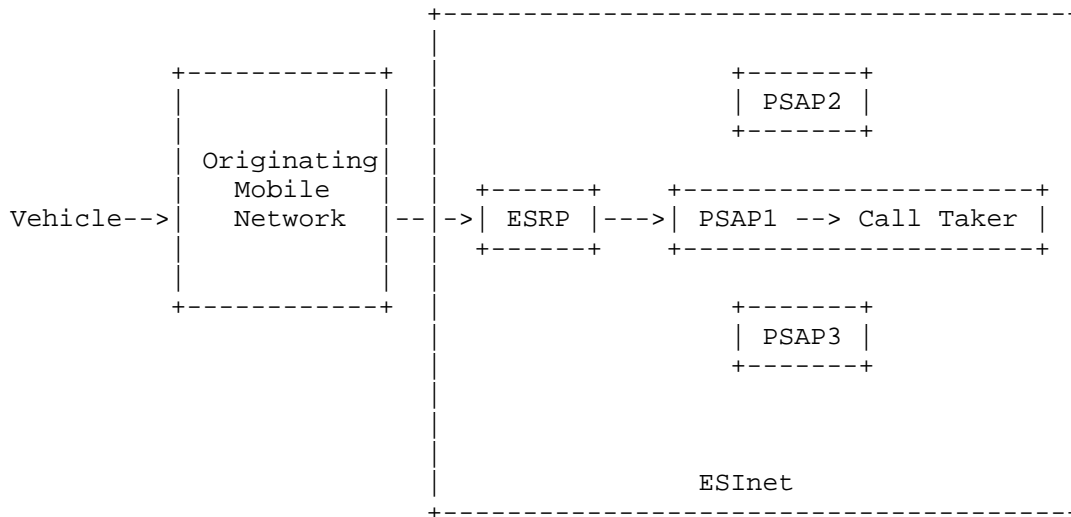 PSAP2
Originating
Mobile
Vehicle--> Network -- --> ESRP ---> PSAP1 --> Call Taker
PSAP3
ESInet